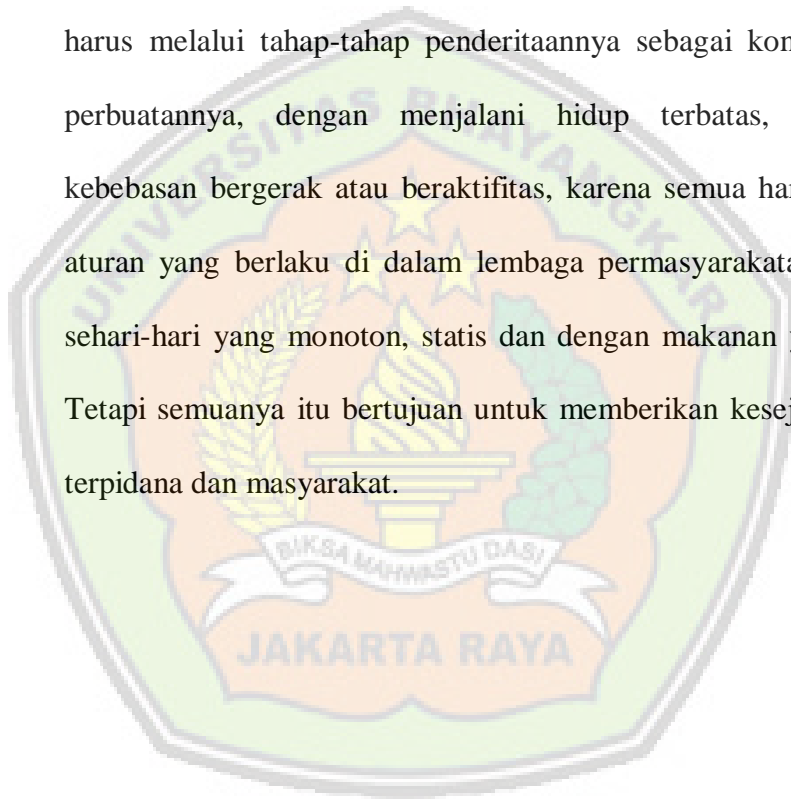 harus melalui tahap-tahap penderitaannya sebagai kon
perbuatannya, dengan menjalani hidup terbatas,
kebebasan bergerak atau beraktifitas, karena semua har
aturan yang berlaku di dalam lembaga permasyarakata
sehari-hari yang monoton, statis dan dengan makanan y
Tetapi semuanya itu bertujuan untuk memberikan kesej
terpidana dan masyarakat.
UNIVERSITAS BHAYANGKARA
BIKSA MAHWASTU DASI
JAKARTA RAYA